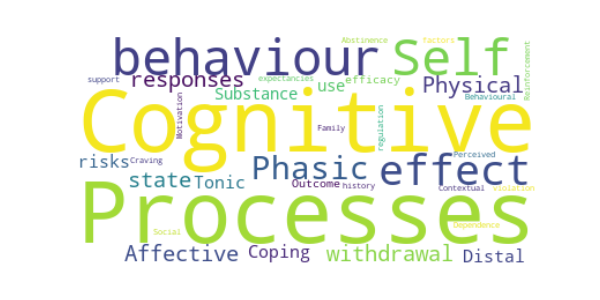 Abstinence factors
behaviour Self
Reinforcement
support responses expectancies use efficacy Physical
Substance Behavioural
Cognitive
Motivation
Family
regulation
risks Craving Phasic effect Perceived
state Tonic Outcome history Contextual violation
Processes
Social Dependence
Affective Coping withdrawal Distal